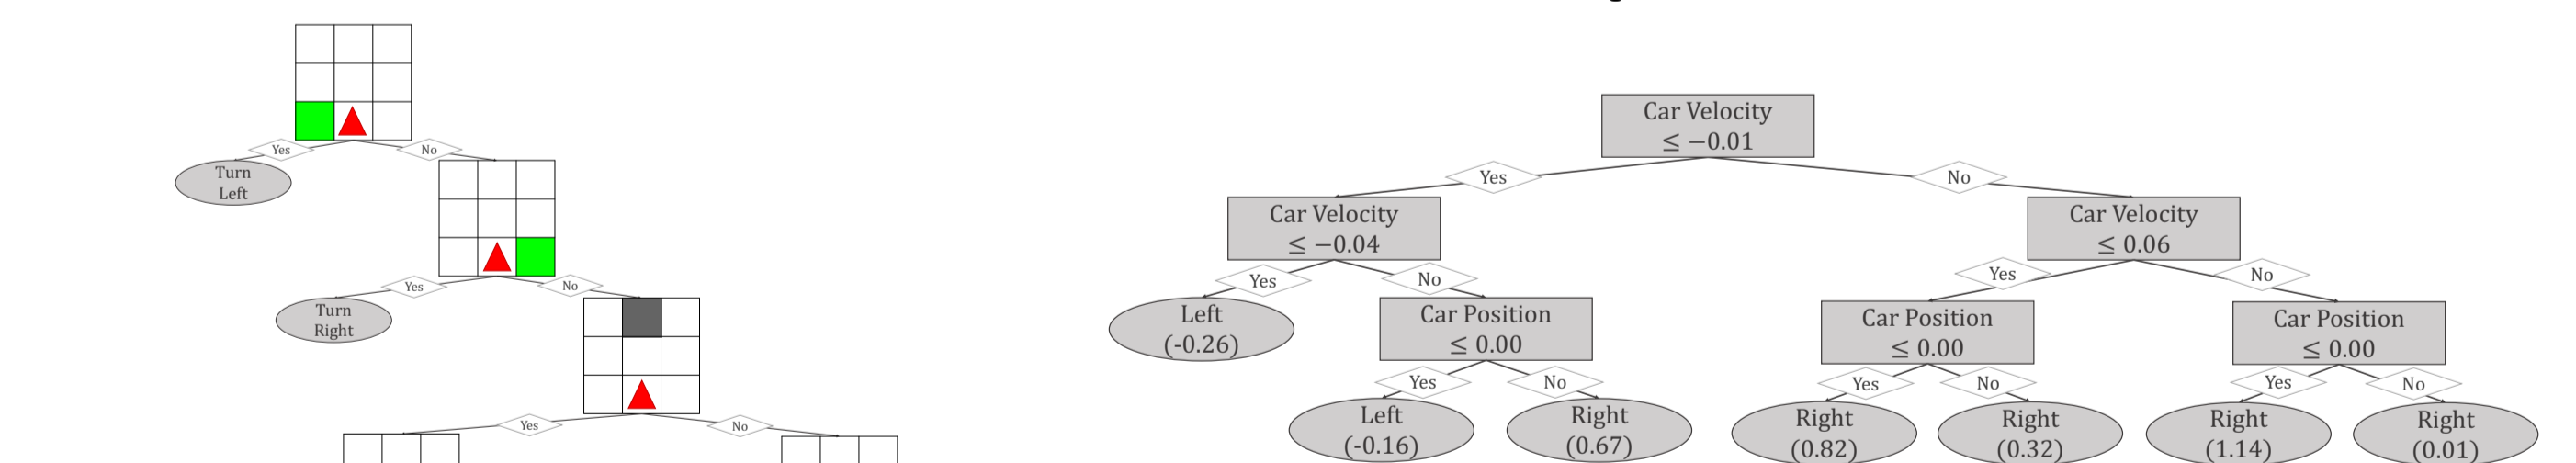 Yes
No
Turn
Left
Yes
No
Turn
Right
Yes
No
Car Velocity
≤ −0.01
Yes
No
Car Velocity
≤ −0.04
Car Velocity
≤ 0.06
Yes
No
Yes
No
Left
(-0.26)
Car Position
≤ 0.00
Car Position
≤ 0.00
Car Position
≤ 0.00
Yes
No
Yes
No
Yes
No
Left
(-0.16)
Right
(0.67)
Right
(0.82)
Right
(0.32)
Right
(1.14)
Right
(0.01)